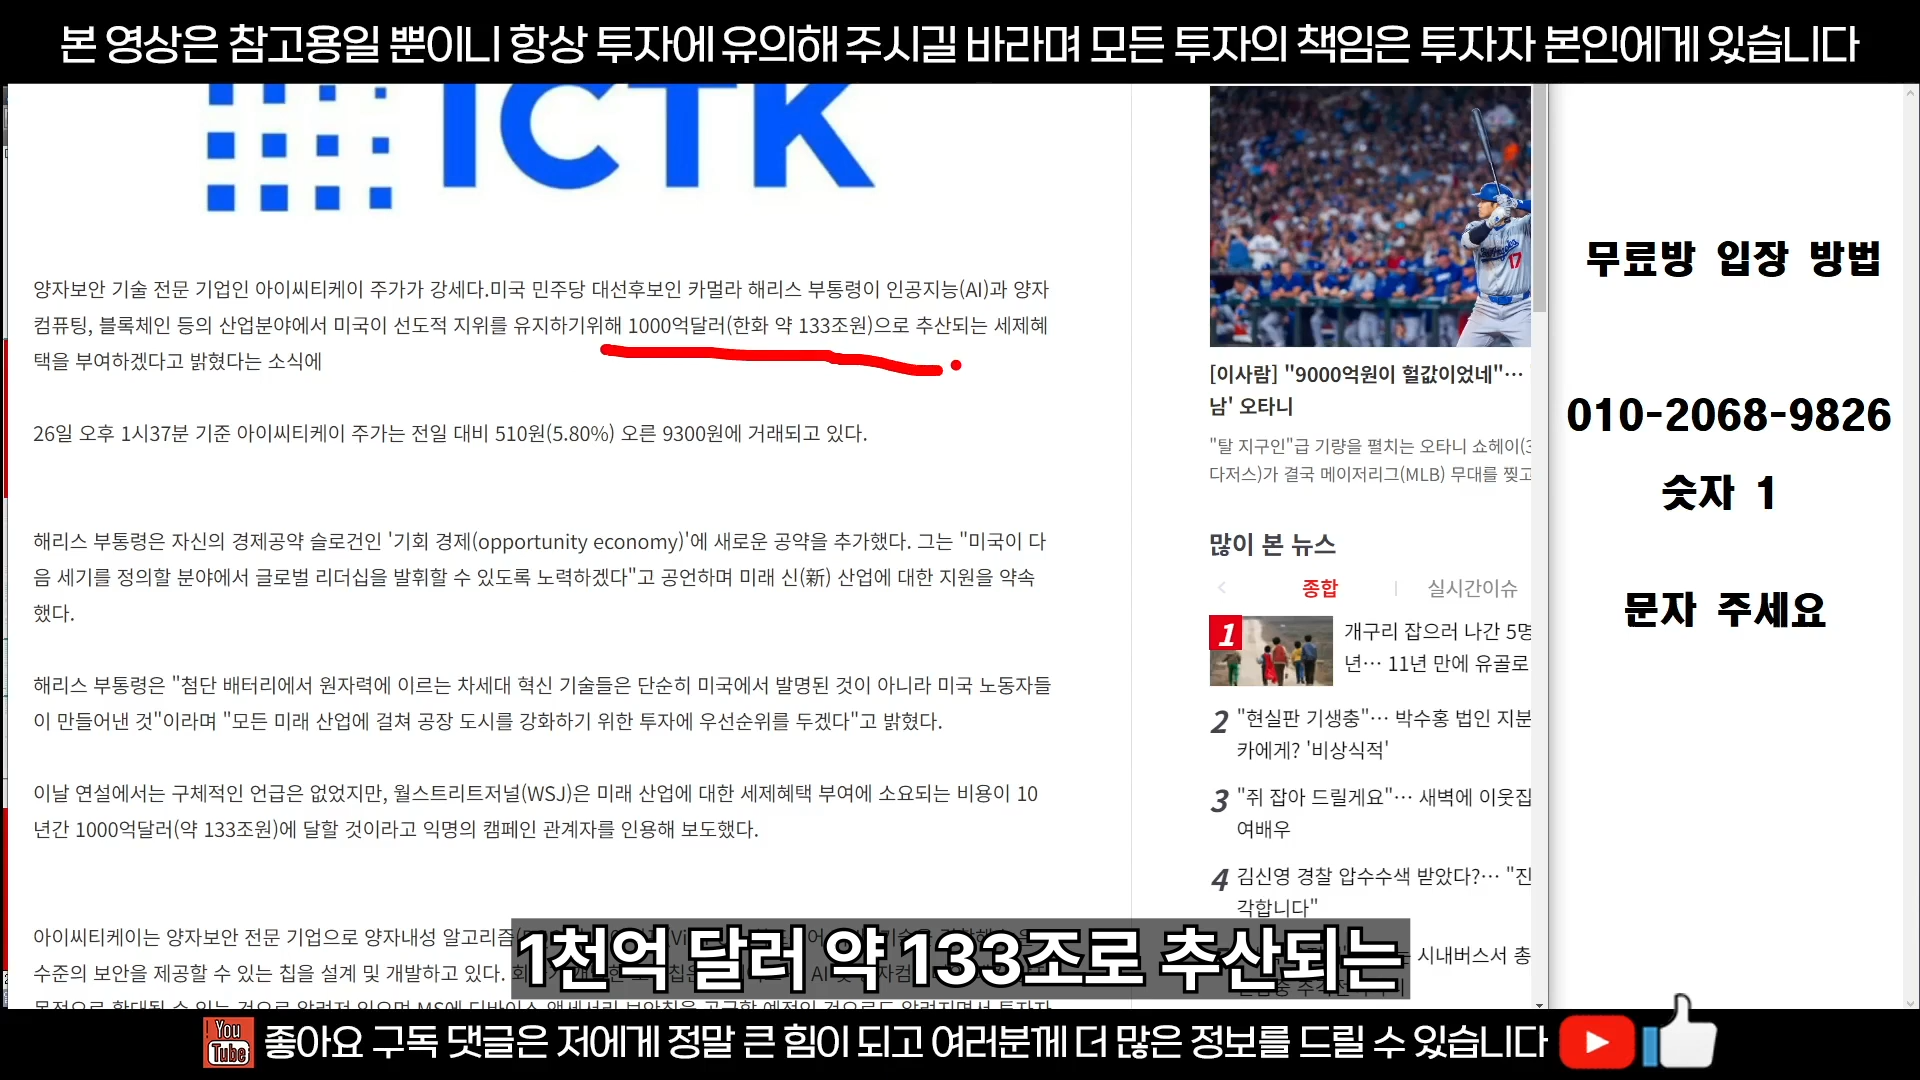 본 영상은 참고용일 뿐이니 항상 투자에 유의해 주시길 바라며 모든 투자의 책임은 투자자 본인에게 있습니다
ICTK
양자보안 기술 전문 기업인 아이씨티케이 주가가 강세다.미국 민주당 대선후보인 카멀라 해리스 부통령이 인공지능(AI)과 양자
컴퓨팅, 블록체인 등의 산업분야에서 미국이 선도적 지위를 유지하기위해 1000억달러(한화 약 133조원)으로 추산되는 세제혜
택을 부여하겠다고 밝혔다는 소식에
26일 오후 1시37분 기준 아이씨티케이 주가는 전일 대비 510원(5.80%) 오른 9300원에 거래되고 있다.
해리스 부통령은 자신의 경제공약 슬로건인 '기회 경제(opportunity economy)'에 새로운 공약을 추가했다. 그는 "미국이 다
음 세기를 정의할 분야에서 글로벌 리더십을 발휘할 수 있도록 노력하겠다"고 공언하며 미래 신(新) 산업에 대한 지원을 약속
했다.
해리스 부통령은 "첨단 배터리에서 원자력에 이르는 차세대 혁신 기술들은 단순히 미국에서 발명된 것이 아니라 미국 노동자들
이 만들어낸 것"이라며 "모든 미래 산업에 걸쳐 공장 도시를 강화하기 위한 투자에 우선순위를 두겠다"고 밝혔다.
이날 연설에서는 구체적인 언급은 없었지만, 월스트리트저널(WSJ)은 미래 산업에 대한 세제혜택 부여에 소요되는 비용이 10
년간 1000억달러(약 133조원)에 달할 것이라고 익명의 캠페인 관계자를 인용해 보도했다.
아이씨티케이는 양자보안 전문 기업으로 양자내성 알고리즘
수준의 보안을 제공할 수 있는 칩을 설계 및 개발하고 있다.
[이사람] "9000억원이 헐값이었네"…
남' 오타니
"탈 지구인"급 기량을 펼치는 오타니 쇼헤이(3
다저스)가 결국 메이저리그(MLB) 무대를 찢고
많이 본 뉴스
종합
실시간이슈
1 개구리 잡으러 나간 5명
년… 11년 만에 유골로
2 "현실판 기생충"… 박수홍 법인 지분
카에게? '비상식적'
3 "쥐 잡아 드릴게요"… 새벽에 이웃집
여배우
4 김신영 경찰 압수수색 받았다?… "진
각합니다"
시내버스서 총
무료방 입장 방법
010-2068-9826
숫자 1
문자 주세요
1천억 달러 약 133조로 추산되는
You Tube 좋아요 구독 댓글은 저에게 정말 큰 힘이 되고 여러분께 더 많은 정보를 드릴 수 있습니다